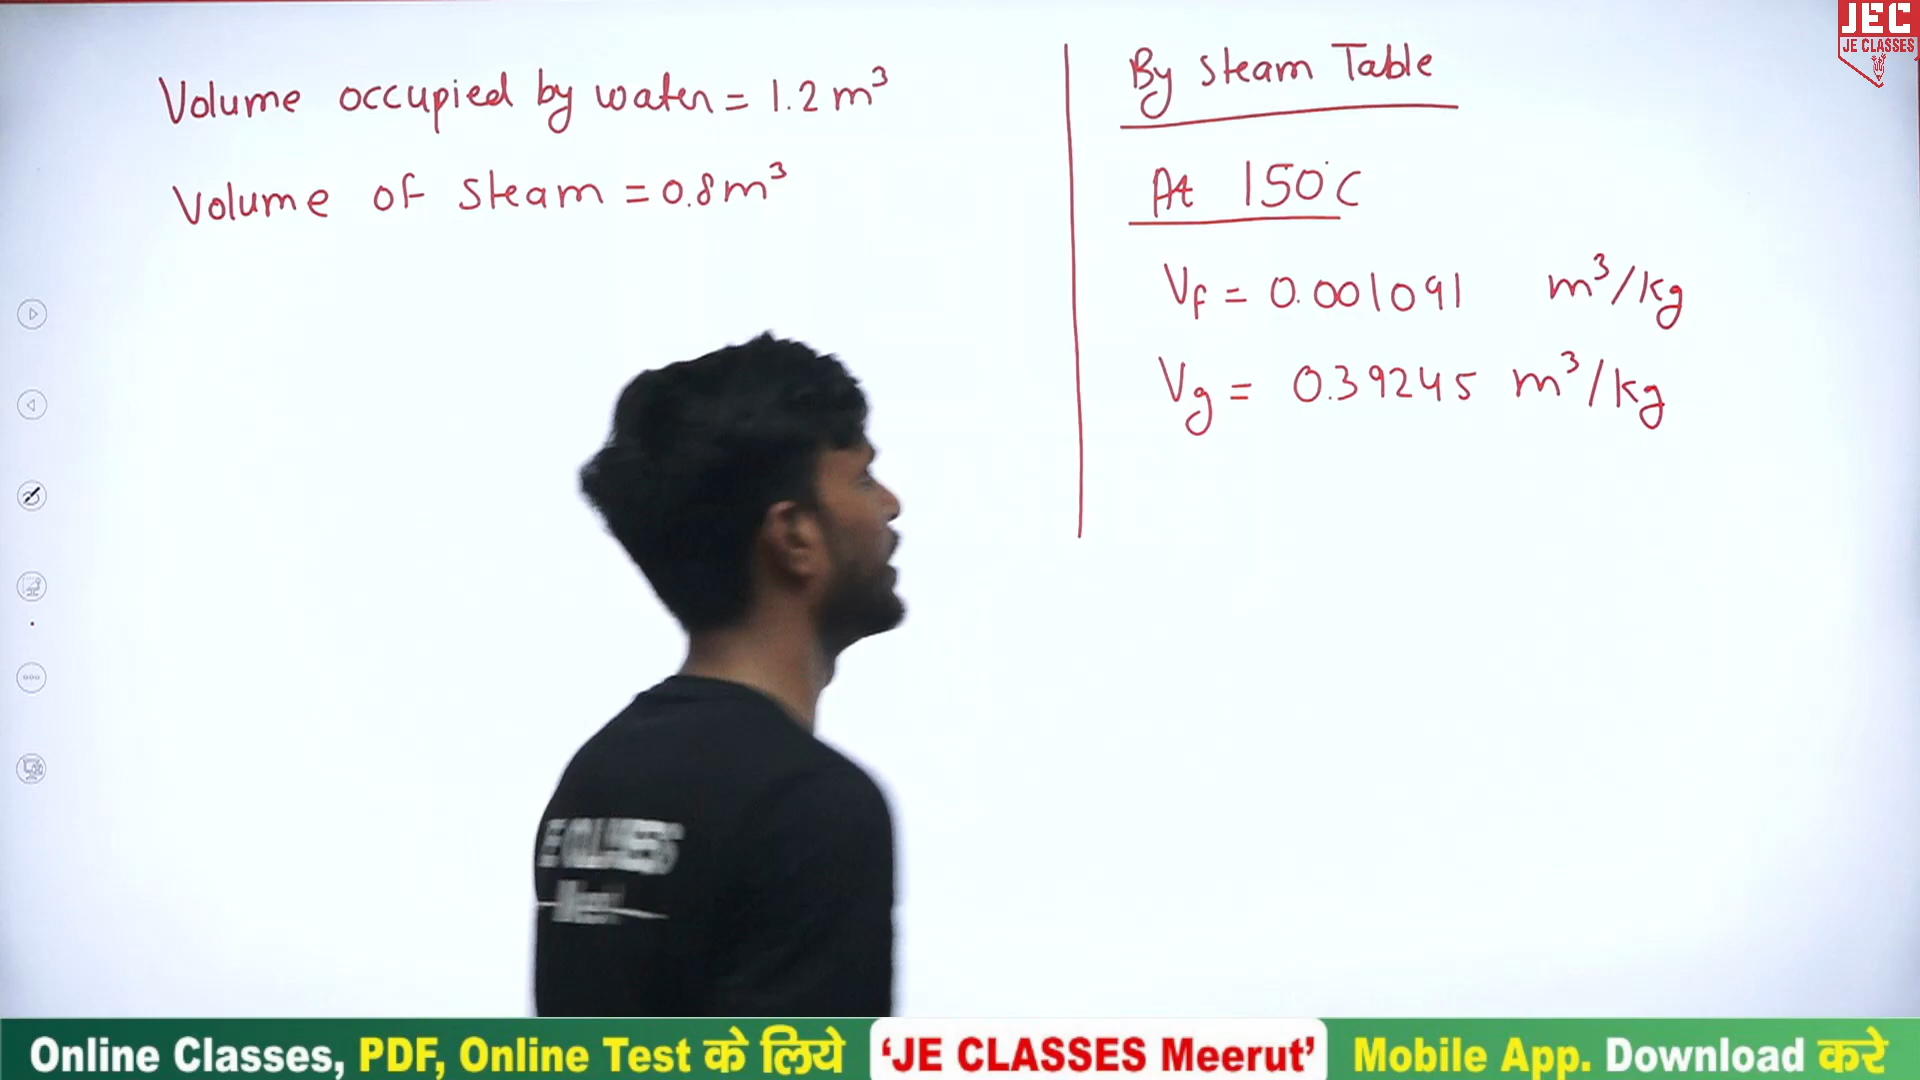 Volume occupied by water = 1.2 m³
Volume of steam = 0.8 m³
By steam Table
At 150°C
Vf = 0.001091 m³/kg
Vg = 0.39245 m³/kg
JEC
JE CLASSES
Online Classes, PDF, Online Test के लिये 'JE CLASSES Meerut' Mobile App. Download करे